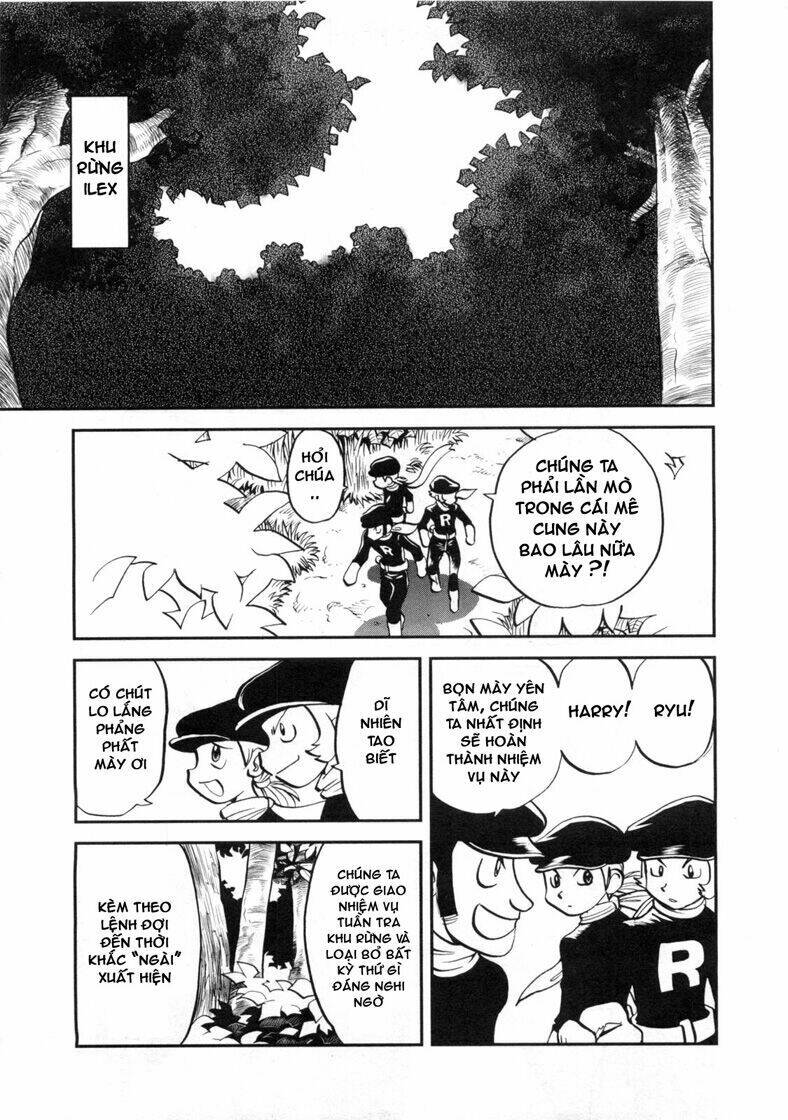 KHU
RỪNG
ILEX
CHÚNG TA
PHẢI LẦN MÒ
TRONG CÁI MÊ
CUNG NÀY
BAO LÂU NỮA
MÀY ?!
HỎI
CHÚA
..
R
R
RYU!
HARRY!
BỌN MÀY YÊN
TÂM, CHÚNG
TA NHẤT ĐỊNH
SẼ HOÀN
THÀNH NHIỆM
VỤ NÀY
R
DĨ
NHIÊN
TAO
BIẾT
CÓ CHÚT
LO LẮNG
PHẢNG
PHẤT
MÀY ƠI
CHÚNG TA
ĐƯỢC GIAO
NHIỆM VỤ
TUẦN TRA
KHU RỪNG VÀ
LOẠI BỎ BẤT
KỲ THỨ GÌ
ĐÁNG NGHI
NGỜ
KÈM THEO
LỆNH ĐỢI
ĐẾN THỜI
KHẮC "NGÀI"
XUẤT HIỆN